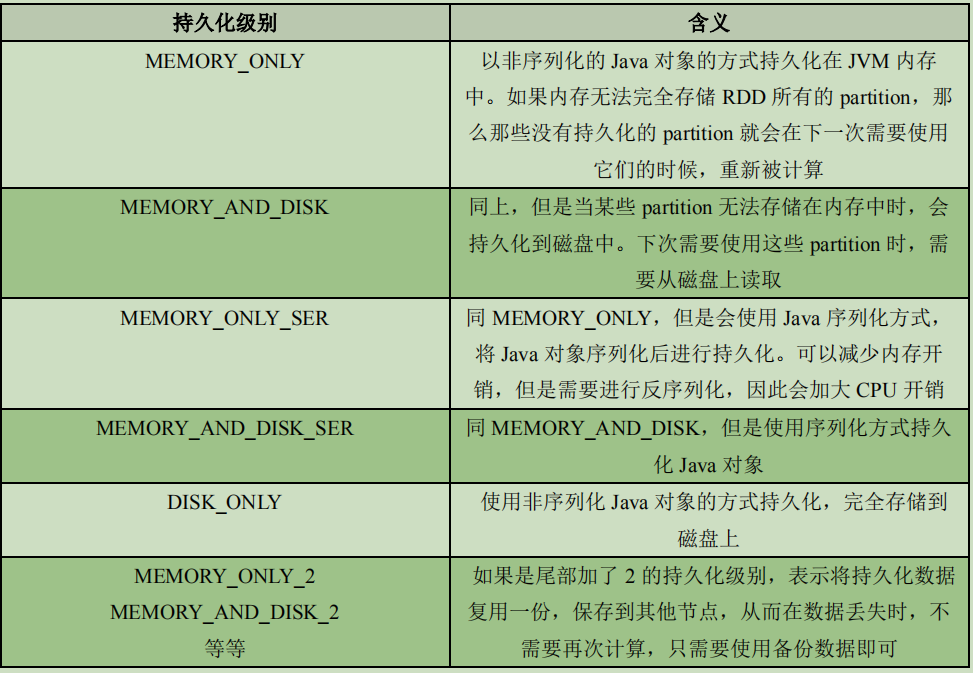 持久化级别
含义
MEMORY_ONLY
以非序列化的 Java 对象的方式持久化在 JVM 内存
中。如果内存无法完全存储 RDD 所有的 partition，那
么那些没有持久化的 partition 就会在下一次需要使用
它们的时候，重新被计算
MEMORY_AND_DISK
同上，但是当某些 partition 无法存储在内存中时，会
持久化到磁盘中。下次需要使用这些 partition 时，需
要从磁盘上读取
MEMORY_ONLY_SER
同 MEMORY_ONLY，但是会使用 Java 序列化方式，
将 Java 对象序列化后进行持久化。可以减少内存开
销，但是需要进行反序列化，因此会加大 CPU 开销
MEMORY_AND_DISK_SER
同 MEMORY_AND_DISK，但是使用序列化方式持久
化 Java 对象
DISK_ONLY
使用非序列化 Java 对象的方式持久化，完全存储到
磁盘上
MEMORY_ONLY_2
MEMORY_AND_DISK_2
等等
如果是尾部加了 2 的持久化级别，表示将持久化数据
复用一份，保存到其他节点，从而在数据丢失时，不
需要再次计算，只需要使用备份数据即可